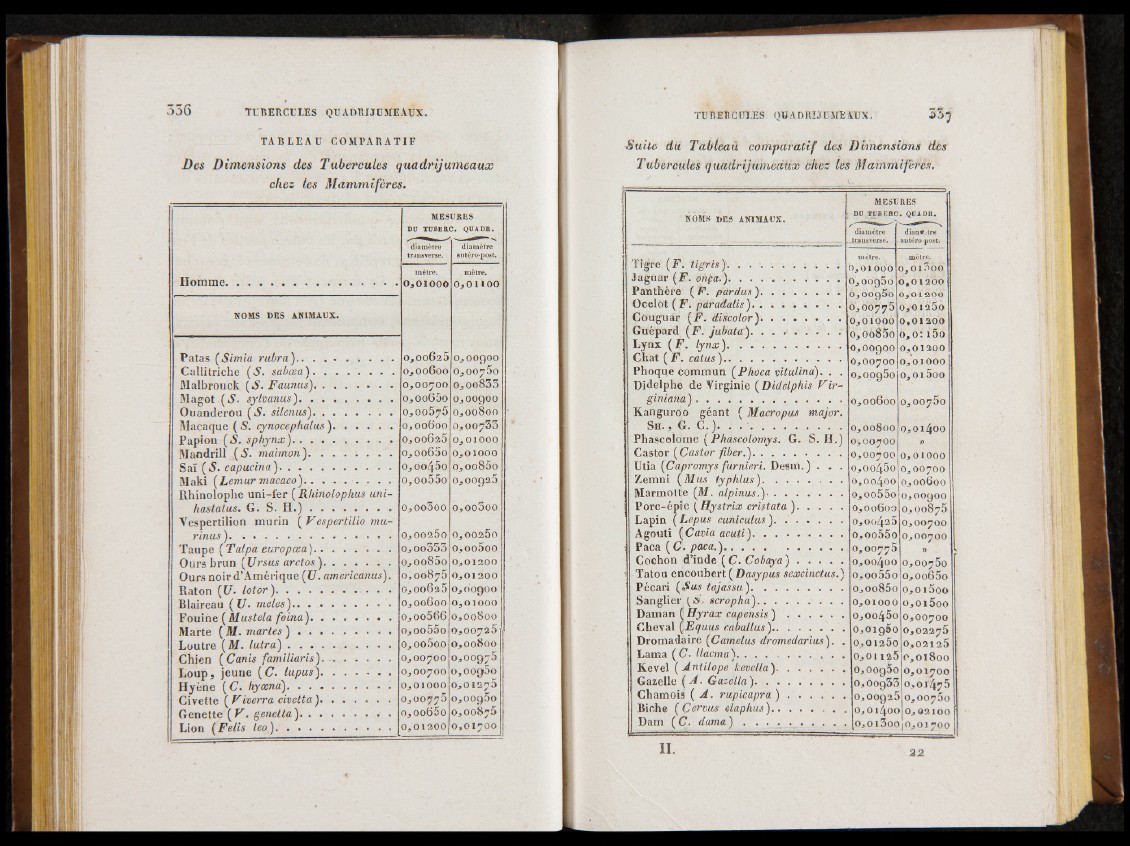 336 TUBERCULES QUADRIJUMEAUX.
TABLEAU COMPARATIF
Des Dimensions des Tubercules quadrijumeaux
chez les Mammifères.
MESURES
DU TUBERC. QUADR.
diamètre transverse. diamètre antéro-post.
mètre. mètre.
Homme. 0,01000 0,01100
NOMS DES ANIMAUX.
Patas (Simia rubra). 0,00625 0,00900
Callitriche (S. sabœa). 0,00600 0,00750
Malbrouck (S. Faunus). 0,00700 0,00833
Magot (S. sylvanus). 0,00650 0,00900
Ouanderou (S. silenus). 0,00575 0,00800
Macaque (S. cynocephalus). 0,00600 0,00733
Papion (S. sphynx). 0,00625 0,01000
Mandrill (S. maimon). 0,00650 0,01000
Saï (S. capucina). 0,00450 0,00850
Maki (Lemur macaco). 0,00550 0,00925
Rhinolophe uni-fer (Rhinolophus uni-
hastatus. G. S. H.) 0,00300 0,00300
Vespertilion murin (Vespertilio mu-
rinus). 0,00250 0,00250
Taupe (Talpa europœa). 0,00333 0,00500
Ours brun (Ursus arctos). 0,00850 0,01200
Ours noir d'Amérique (U. americanus). 0,00875 0,01200
Raton (U. lotor). 0,00625 0,00900
Blaireau (U. meles). 0,00600 0,01000
Fouine (Mustela foina). 0,00566 0,00800
Marte (M. martes) 0,00550 0,00725
Loutre (M. lutra) 0,00500 0,00800
Chien (Canis familiaris). 0,00700 0,00975
Loup, jeune (C. lupus). 0,00700 0,00950
Hyène (C. hyœna). 0,01000 0,01275
Civette (Viverra civetta). 0,00775 0,00950
Genette (V. genetta). 0,00650 0,00875
Lion (Felis leo). 0,01200 0,01700
TUBERCULES QUADRIJUMEAUX. 337
Suite du Tableau comparatif des Dimensions des
Tubercules quadrijumeaux chez les Mammifères.
NOMS DES ANIMAUX.
MESURES
DU TUBERC. QUADR.
diamètre transverse. diamètre antéro-post.
mètre. mètre.
Tigre (F. tigris). 0,01000 0,01300
Jaguar (F. onça.). 0,00950 0,01200
Panthère (F. pardus). 0,00950 0,01200
Ocelot (F. paradalis). 0,00775 0,01250
Couguar (F. discolor). 0,01000 0,01200
Guépard (F. jubata). 0,00850 0,01150
Lynx (F. lynx). 0,00900 0,01200
Chat (F. catus). 0,00700 0,01000
Phoque commun (Phoca vitulina). 0,00950 0,01500
Didelphe de Virginie (Didelphis Vir-
giniana) 0,00600 0,00750
Kanguroo géant (Macropus major.
SH., G. C.). 0,00800 0,01400
Phascolome (Phascolomys. G. S. H.) 0,00700 »
Castor (Castor fiber.). 0,00700 0,01000
Utia (Capromys furnieri. Desm.) 0,00450 0,00700
Zemni (Mus typhlus). 0,00400 0,00600
Marmotte (M. alpinus.). 0,00550 0,00900
Porc-épic (Hystrix cristata). 0,00600 0,00875
Lapin (Lepus cuniculus). 0,00425 0,00700
Agouti (Cavia acuti). 0,00550 0,00700
Paca (C. paca.). 0,00775 »
Cochon d'inde (C. Cobaya) 0,00400 0,00750
Tatou encoubert (Dasypus sexcinctus.) 0,00550 0,00650
Pécari (Sus tajassu). 0,00850 0,01500
Sanglier (S. scropha). 0,01000 0,01500
Daman (Hyrax capensis) 0,00450 0,00700
Cheval (Equus caballus). 0,01950 0,02275
Dromadaire (Camelus dromedarius). 0,01250 0,02125
Lama (C. llacma). 0,01125 0,01800
Kevel (Antilope kevella). 0,00950 0,01700
Gazelle (A. Gazella). 0,00933 0,01475
Chamois (A. rupicapra) 0,00925 0,00750
Biche (Cervus elaphus). 0,01400 0,02100
Dam (C. dama) 0,01300 0,01700
II. 22